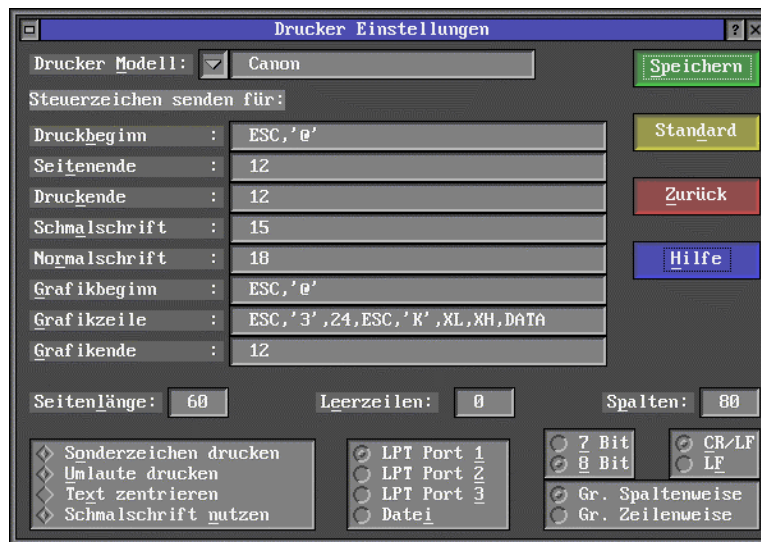 Drucker Einstellungen ? ×
Drucker Modell: Canon
Speichern
Steuerzeichen senden für:
Druckbeginn : ESC,'@'
Standard
Seitenende : 12
Druckende : 12
Zurück
Schmalschrift : 15
Normalschrift : 18
Hilfe
Grafikbeginn : ESC,'@'
Grafikzeile : ESC,'3',24,ESC,'K',XL,XH,DATA
Grafikende : 12
Seitenlänge: 60 Leerzeilen: 0 Spalten: 80
Sonderzeichen drucken
Umlaute drucken
Text zentrieren
Schmalschrift nutzen
LPT Port 1
LPT Port 2
LPT Port 3
Datei
7 Bit
8 Bit
CR/LF
LF
Gr. Spaltenweise
Gr. Zeilenweise